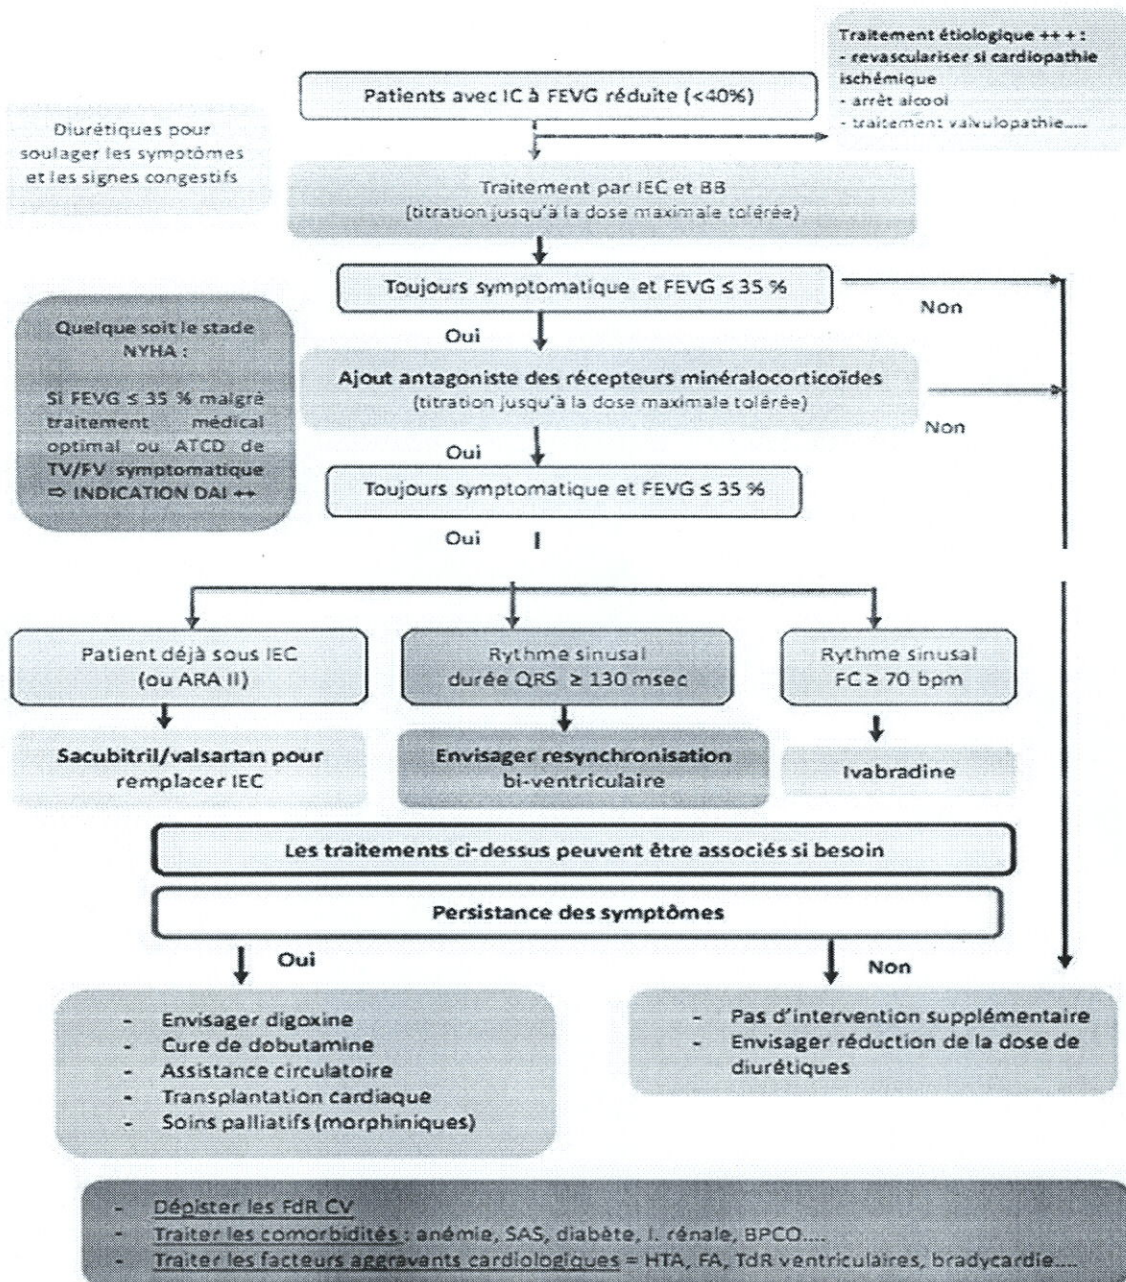 Traitement étiologique +++ :
- revasculariser si cardiopathie
ischémique
- arrêt alcool
- traitement valvulopathie.....
Patients avec IC à FEVG réduite (<40%)
Diurétiques pour
soulager les symptômes
et les signes congestifs
Traitement par IEC et BB
(titration jusqu'à la dose maximale tolérée)
Toujours symptomatique et FEVG ≤ 35 %
Non
Oui
Quelque soit le stade
NYHA :
Si FEVG ≤ 35 % malgré
traitement médical
optimal ou ATCD de
TV/FV symptomatique
⇨ INDICATION DAI ++
Ajout antagoniste des récepteurs minéralocorticoïdes
(titration jusqu'à la dose maximale tolérée)
Non
Oui
Toujours symptomatique et FEVG ≤ 35 %
Oui
Patient déjà sous IEC
(ou ARA II)
Rythme sinusal
durée QRS ≥ 130 msec
Rythme sinusal
FC ≥ 70 bpm
Sacubitril/valsartan pour
remplacer IEC
Envisager resynchronisation
bi-ventriculaire
Ivabradine
Les traitements ci-dessus peuvent être associés si besoin
Persistance des symptômes
Oui
Non
- Envisager digoxine
- Cure de dobutamine
- Assistance circulatoire
- Transplantation cardiaque
- Soins palliatifs (morphiniques)
- Pas d'intervention supplémentaire
- Envisager réduction de la dose de
diurétiques
- Dépister les FdR CV
- Traiter les comorbidités : anémie, SAS, diabète, I. rénale, BPCO....
- Traiter les facteurs aggravants cardiologiques = HTA, FA, TdR ventriculaires, bradycardie....